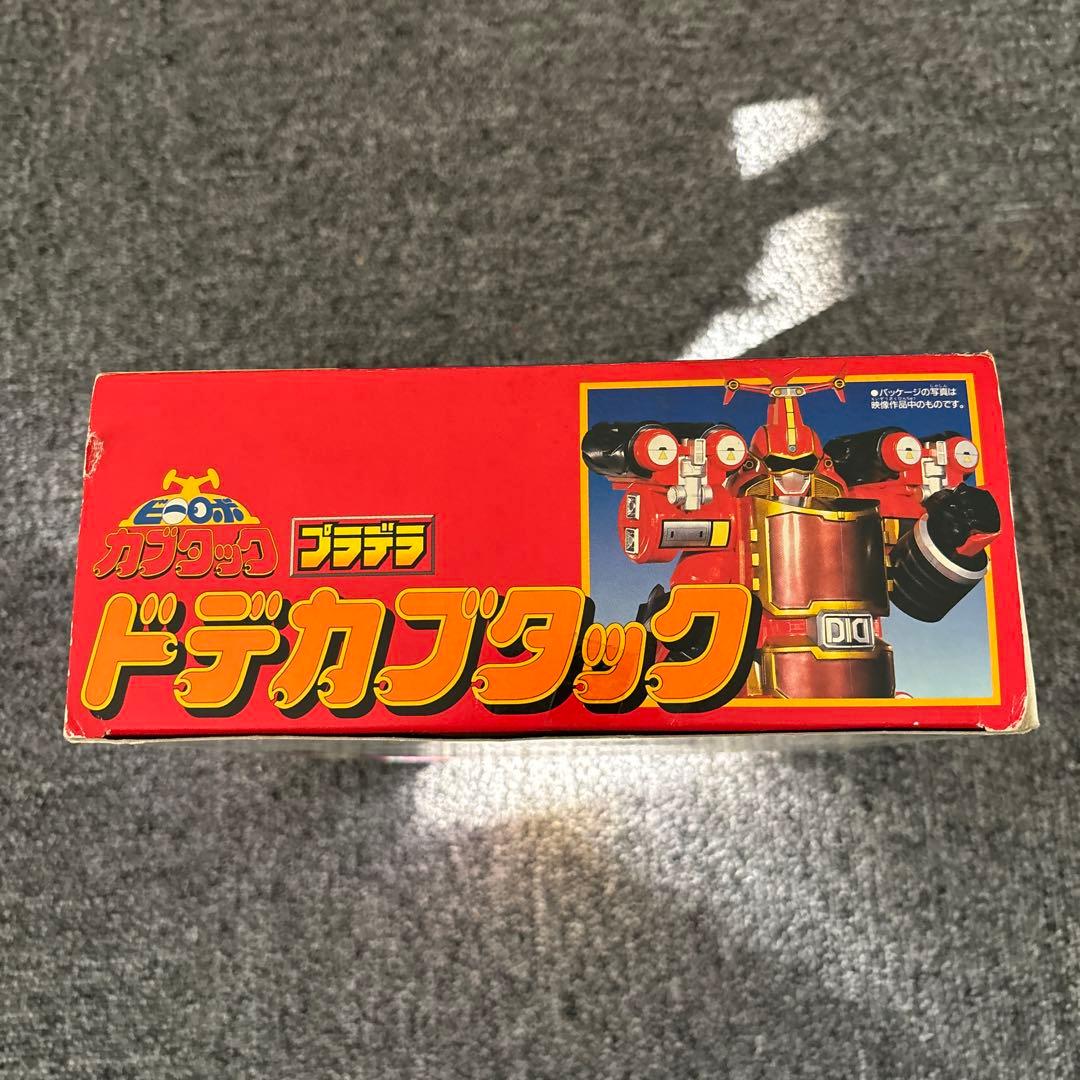 ●パッケージの写真は
映像作品中のものです。
ビーロボ
カブタック
プラデラ
ドデカブタック
DID